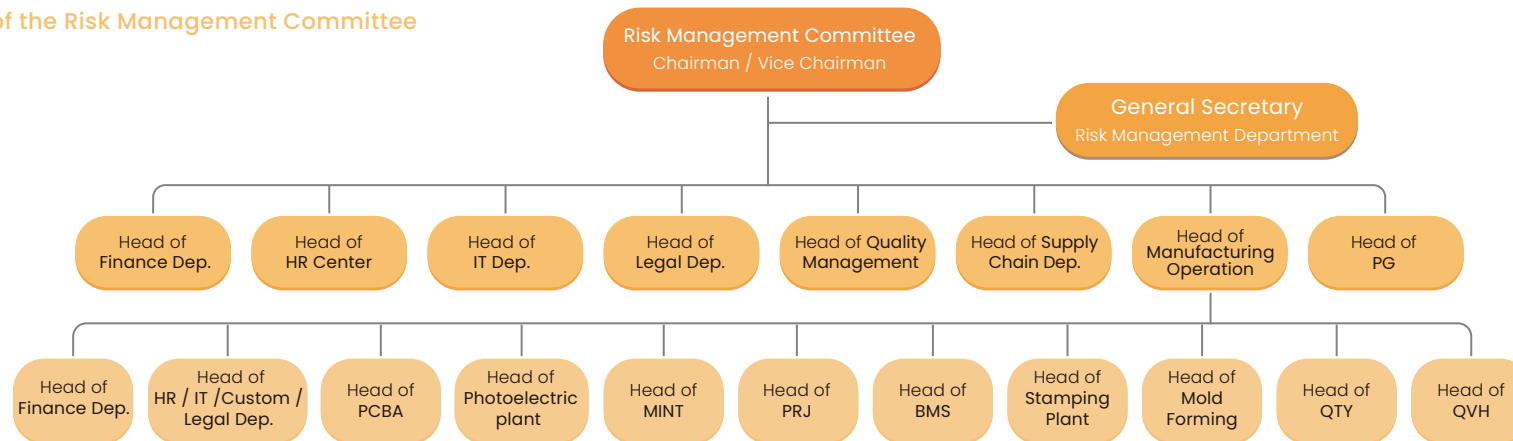 of the Risk Management Committee
Risk Management Committee
Chairman / Vice Chairman
General Secretary
Risk Management Department
Head of
Finance Dep.
Head of
HR Center
Head of
IT Dep.
Head of
Legal Dep.
Head of Quality
Management
Head of Supply
Chain Dep.
Head of
Manufacturing
Operation
Head of
PG
Head of
Finance Dep.
Head of
HR / IT /Custom /
Legal Dep.
Head of
PCBA
Head of
Photoelectric
plant
Head of
MINT
Head of
PRJ
Head of
BMS
Head of
Stamping
Plant
Head of
Mold
Forming
Head of
QTY
Head of
QVH